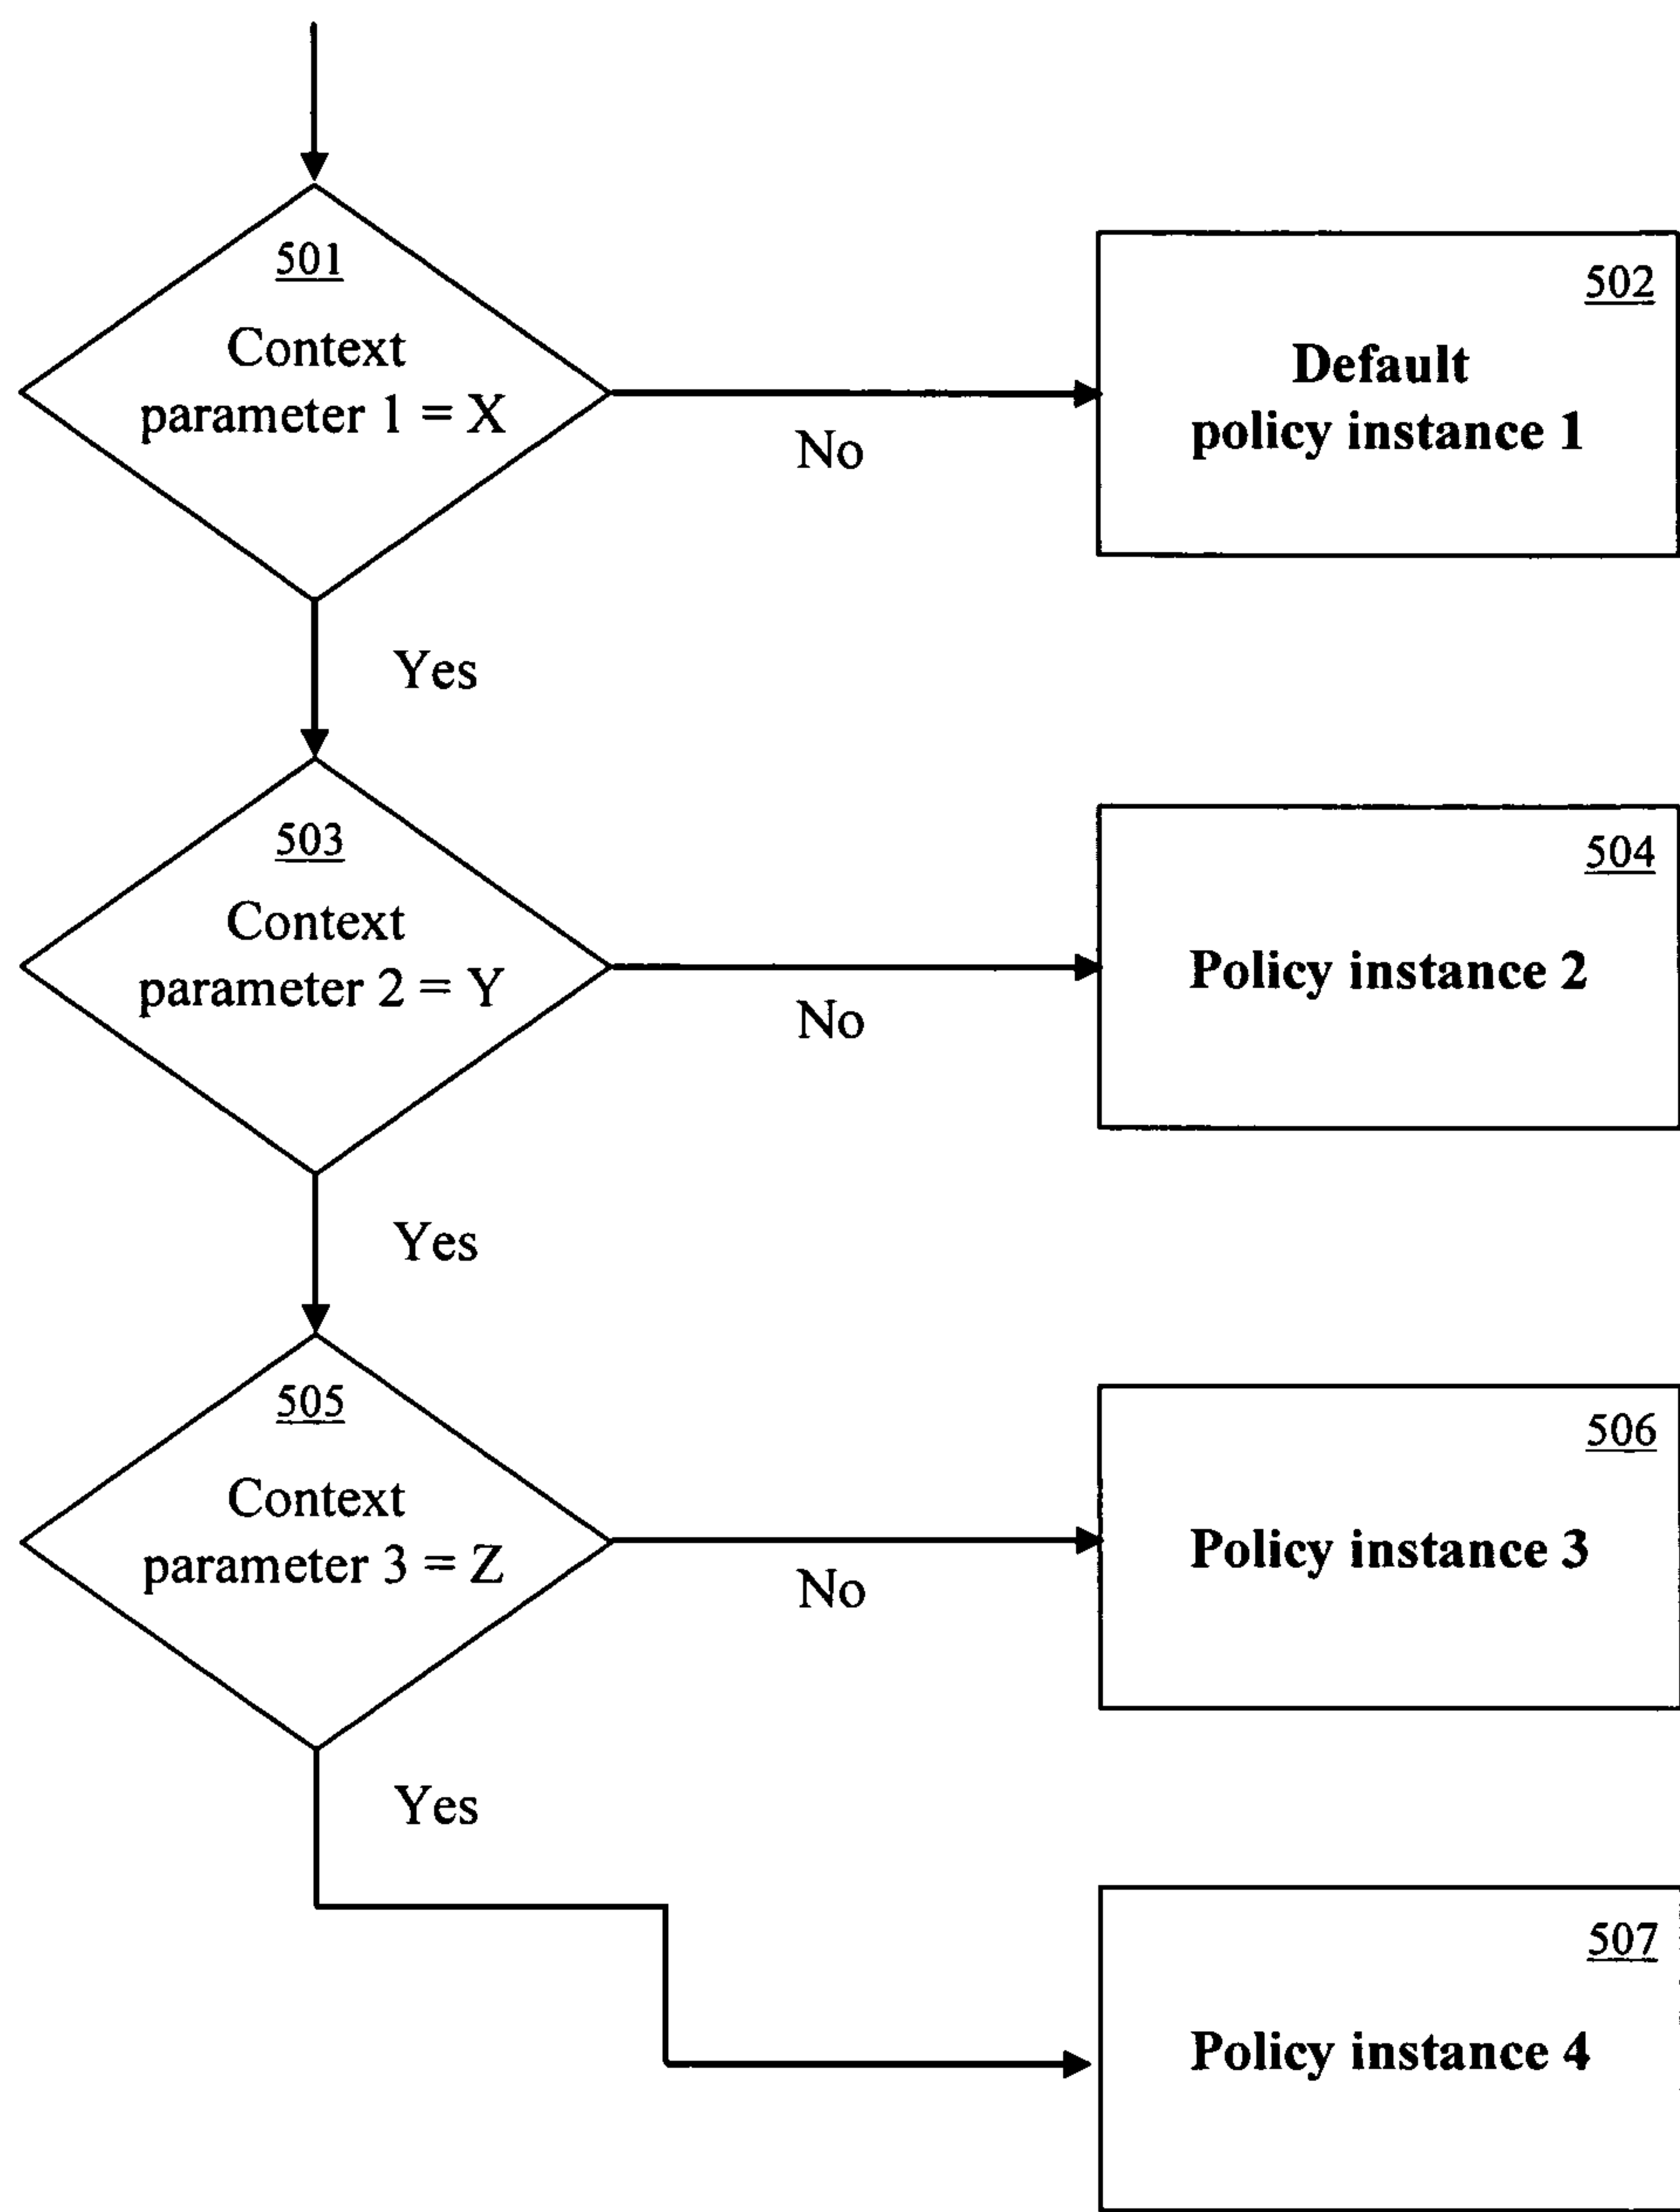 501
Context
parameter 1 = X
No
502
Default
policy instance 1
Yes
503
Context
parameter 2 = Y
No
504
Policy instance 2
Yes
505
Context
parameter 3 = Z
No
506
Policy instance 3
Yes
507
Policy instance 4